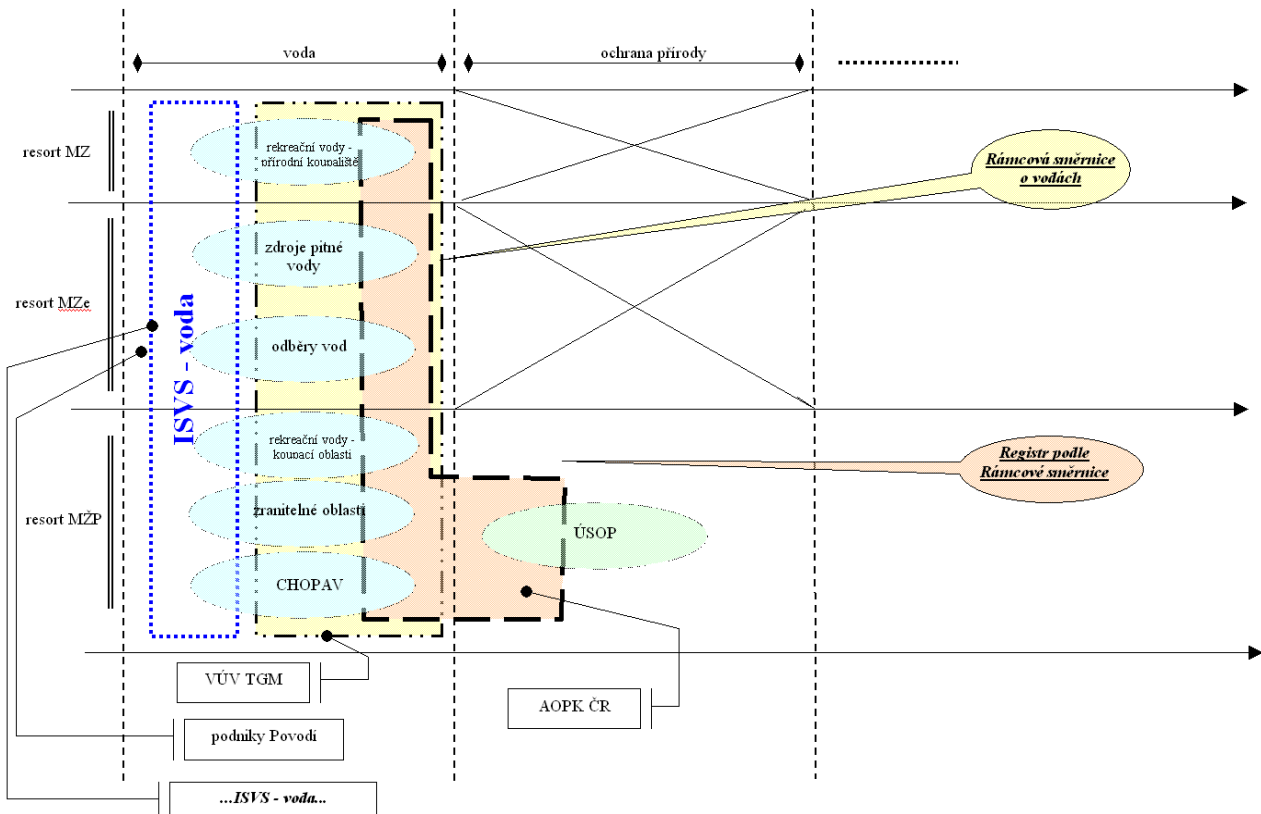 voda
ochrana přírody
resort MZ
rekreační vody -
přírodní koupaliště
Rámcová směrnice
o vodách
zdroje pitné
vody
resort MZe
ISVS - voda
odběry vod
rekreační vody -
koupací oblasti
Registr podle
Rámcové směrnice
zranitelné oblasti
resort MŽP
ÚSOP
CHOPAV
VÚV TGM
AOPK ČR
podniky Povodí
...ISVS - voda...